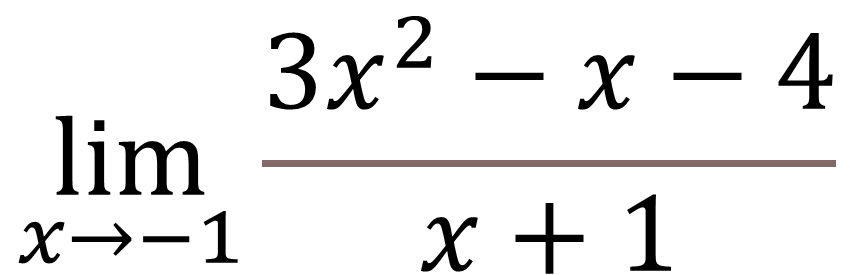 3x² − x − 4
lim
x→−1
x + 1